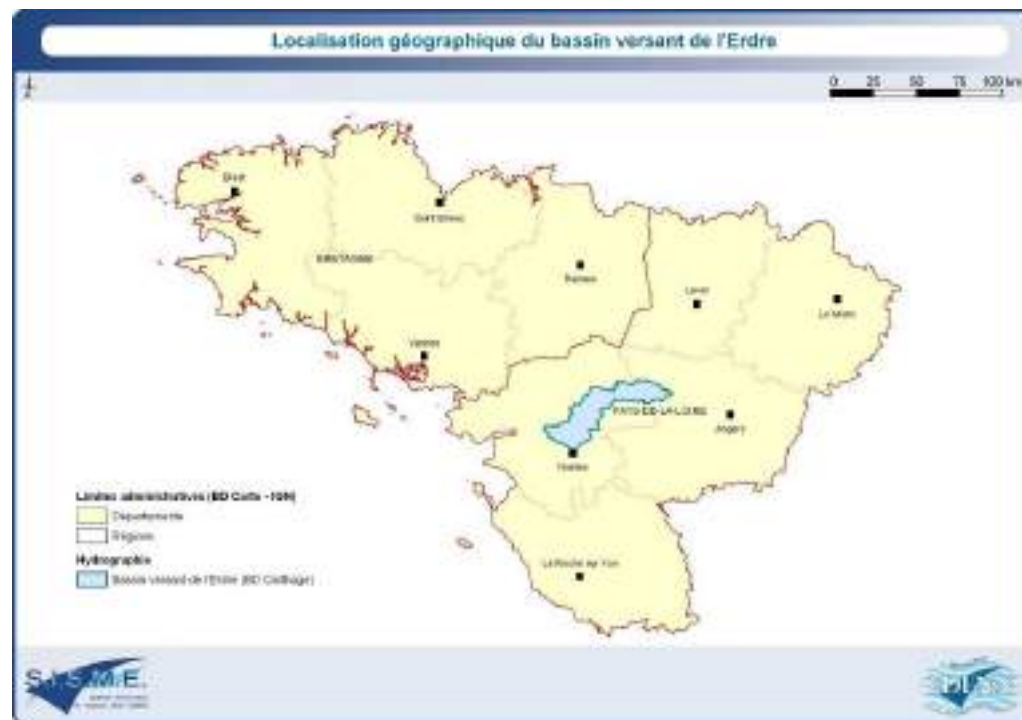 Localisation géographique du bassin versant de l'Erdre
0 25 50 75 100 km
Brest
Saint Brieuc
BRETAGNE
Rennes
Laval
Le Mans
Vannes
PAYS-DE-LA-LOIRE
Angers
Nantes
La Roche sur Yon
Limites administratives (BD Carto - IGN)
Départements
Régions
Hydrographie
Bassin versant de l'Erdre (BD Carthage)
S.I.S.M.E.